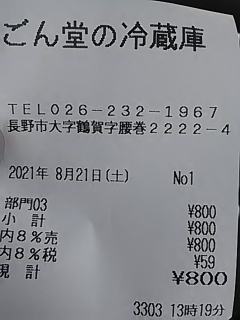 ごん堂の冷蔵庫
TEL026-232-1967
長野市大字鶴賀字腰巻2222-4
2021年 8月21日(土) No1
部門03 ¥800
小 計 ¥800
内8%売 ¥800
内8%税 ¥59
現 計 ¥800
3303 13時19分